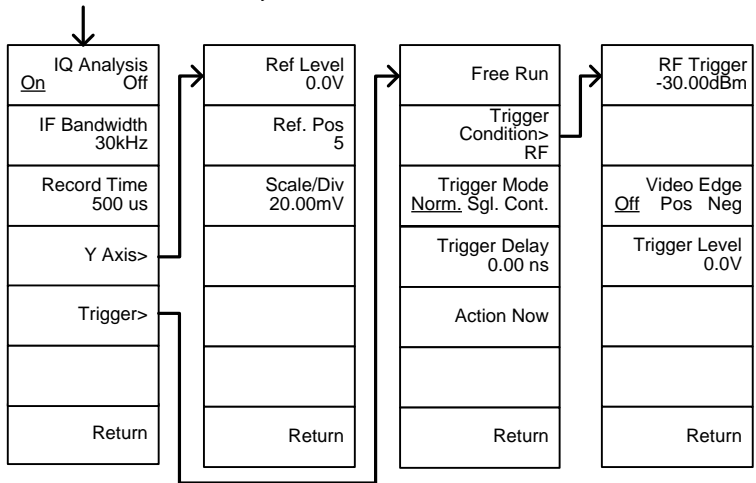 IQ Analysis
On Off
IF Bandwidth
30kHz
Record Time
500 us
Y Axis>
Trigger>
Return
Ref Level
0.0V
Ref. Pos
5
Scale/Div
20.00mV
Return
Free Run
Trigger
Condition>
RF
Trigger Mode
Norm. Sgl. Cont.
Trigger Delay
0.00 ns
Action Now
Return
RF Trigger
-30.00dBm
Video Edge
Off Pos Neg
Trigger Level
0.0V
Return